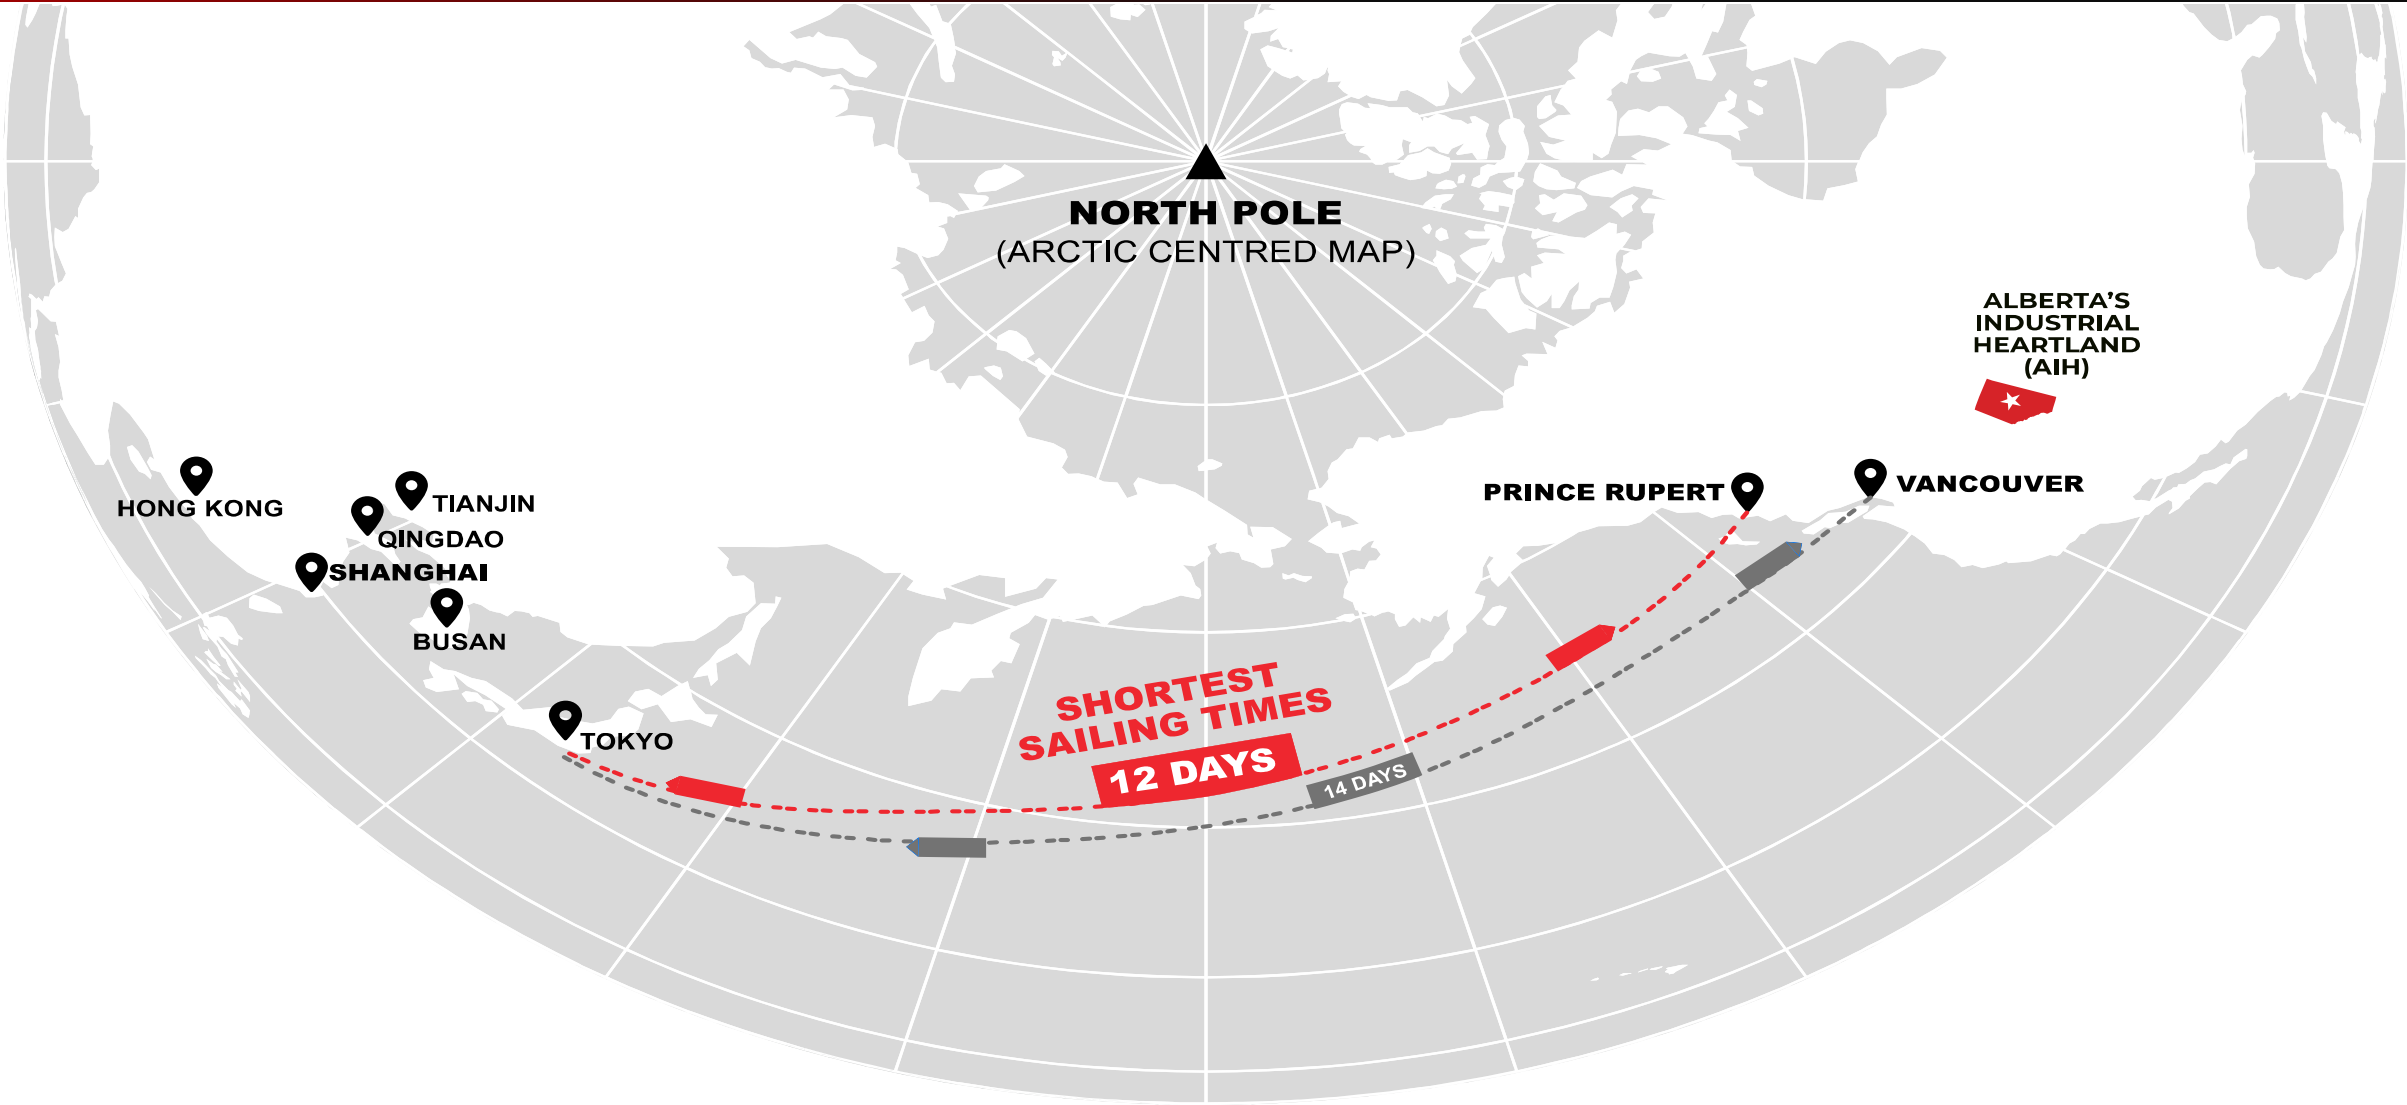 NORTH POLE
(ARCTIC CENTRED MAP)
ALBERTA'S
INDUSTRIAL
HEARTLAND
(AIH)
HONG KONG
TIANJIN
QINGDAO
SHANGHAI
BUSAN
TOKYO
PRINCE RUPERT
VANCOUVER
SHORTEST
SAILING TIMES
12 DAYS
14 DAYS